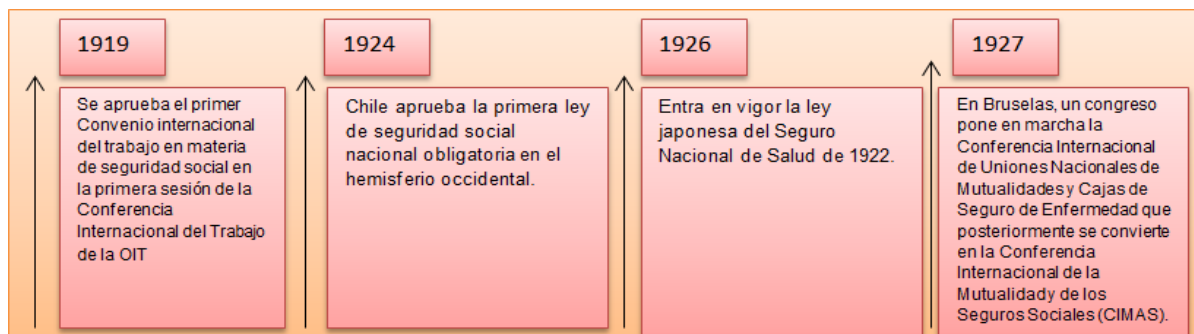 1919
Se aprueba el primer
Convenio internacional
del trabajo en materia
de seguridad social en
la primera sesión de la
Conferencia
Internacional del Trabajo
de la OIT
1924
Chile aprueba la primera ley
de seguridad social
nacional obligatoria en el
hemisferio occidental.
1926
Entra en vigor la ley
japonesa del Seguro
Nacional de Salud de 1922.
1927
En Bruselas, un congreso
pone en marcha la
Conferencia Internacional
de Uniones Nacionales de
Mutualidades y Cajas de
Seguro de Enfermedad que
posteriormente se convierte
en la Conferencia
Internacional de la
Mutualidady de los
Seguros Sociales (CIMAS).